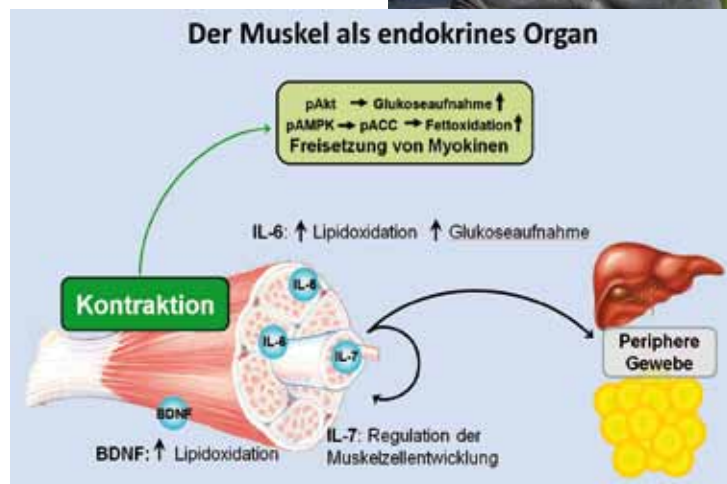 Der Muskel als endokrines Organ
pAkt → Glukoseaufnahme ↑
pAMPK → pACC → Fettoxidation ↑
Freisetzung von Myokinen
IL-6: ↑ Lipidoxidation ↑ Glukoseaufnahme
Kontraktion
IL-6
IL-6
IL-7
BDNF
Periphere
Gewebe
BDNF: ↑ Lipidoxidation
IL-7: Regulation der
Muskelzellentwicklung